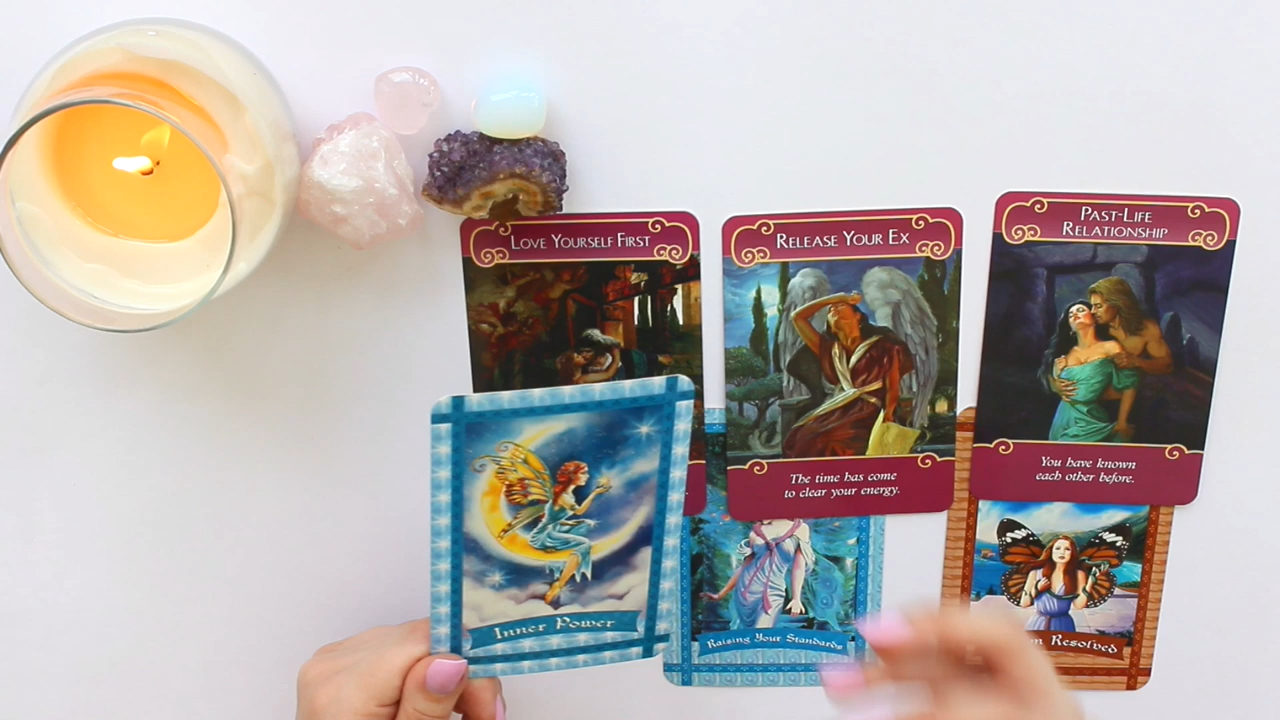 Love Yourself First
Release Your Ex
Past-Life
Relationship
You have known
each other before.
The time has come
to clear your energy.
Inner Power
Raising Your Standards
Resolved